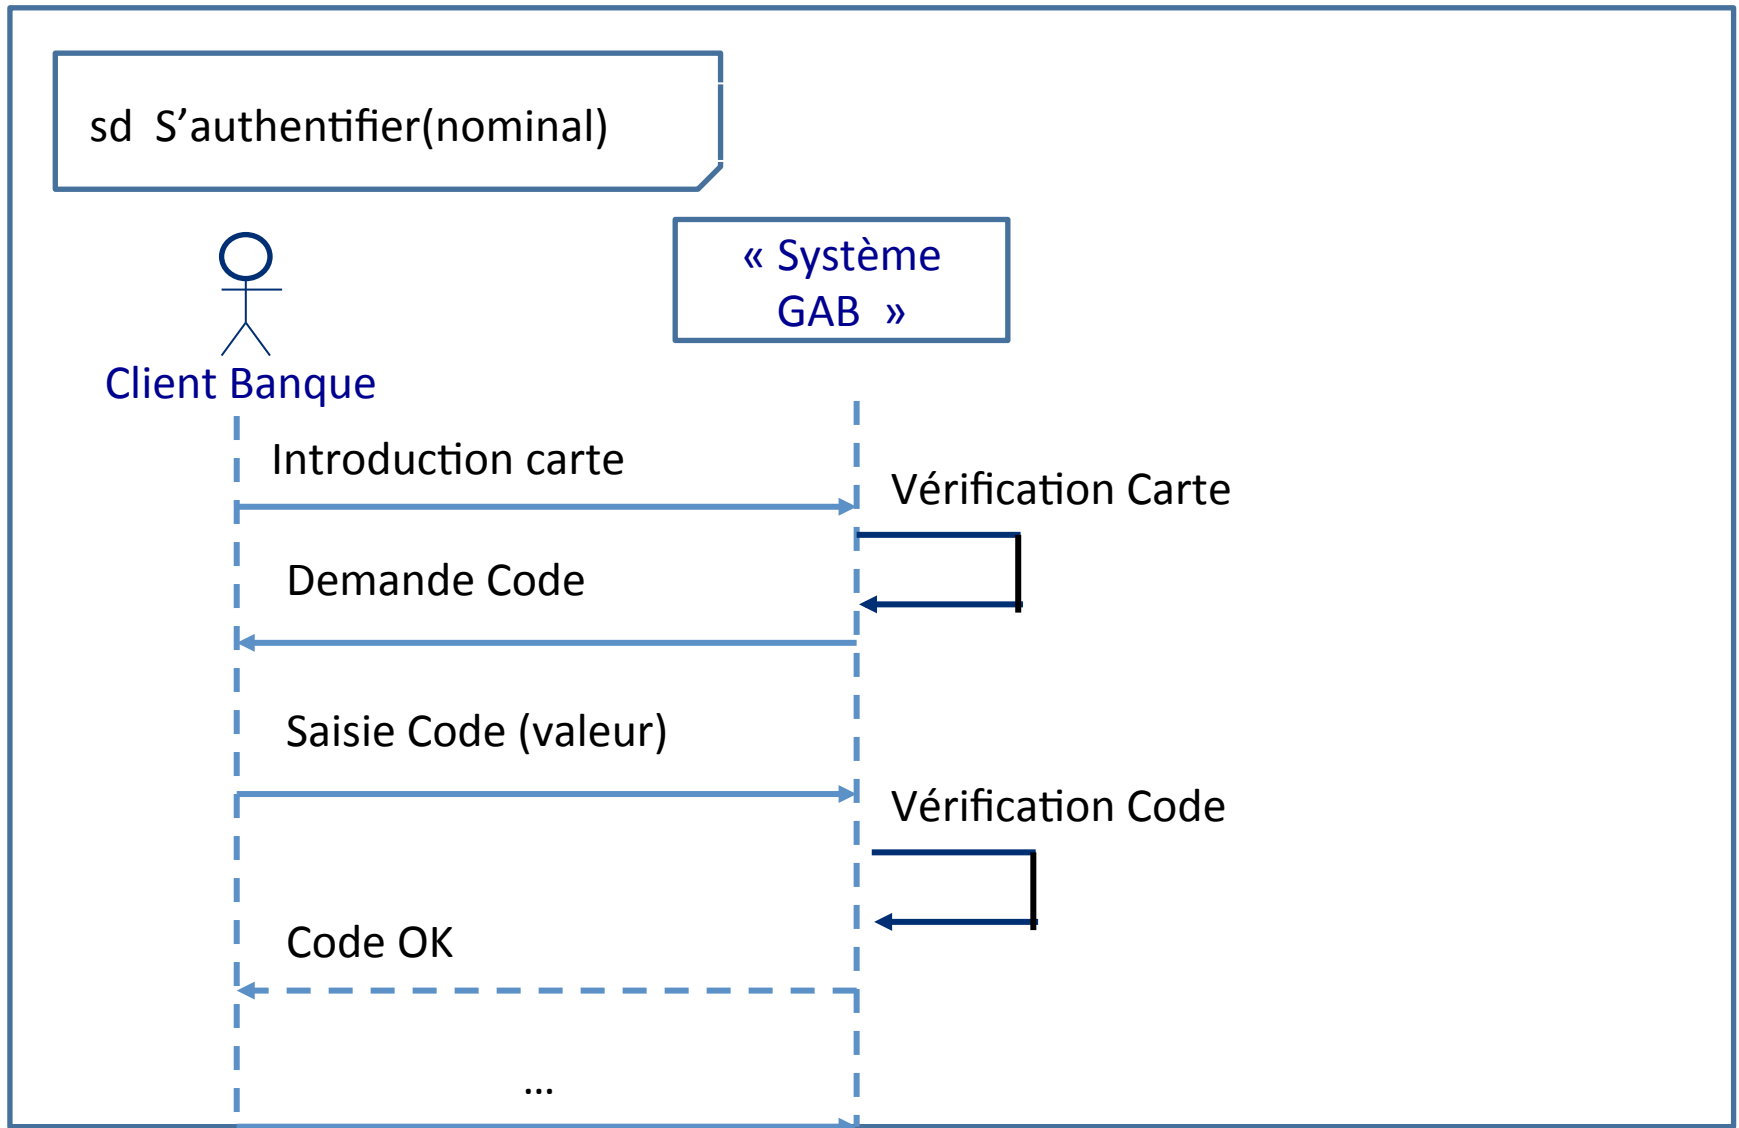 sd S’authentifier(nominal)
« Système
GAB »
Client Banque
Introduction carte
Vérification Carte
Demande Code
Saisie Code (valeur)
Vérification Code
Code OK
...